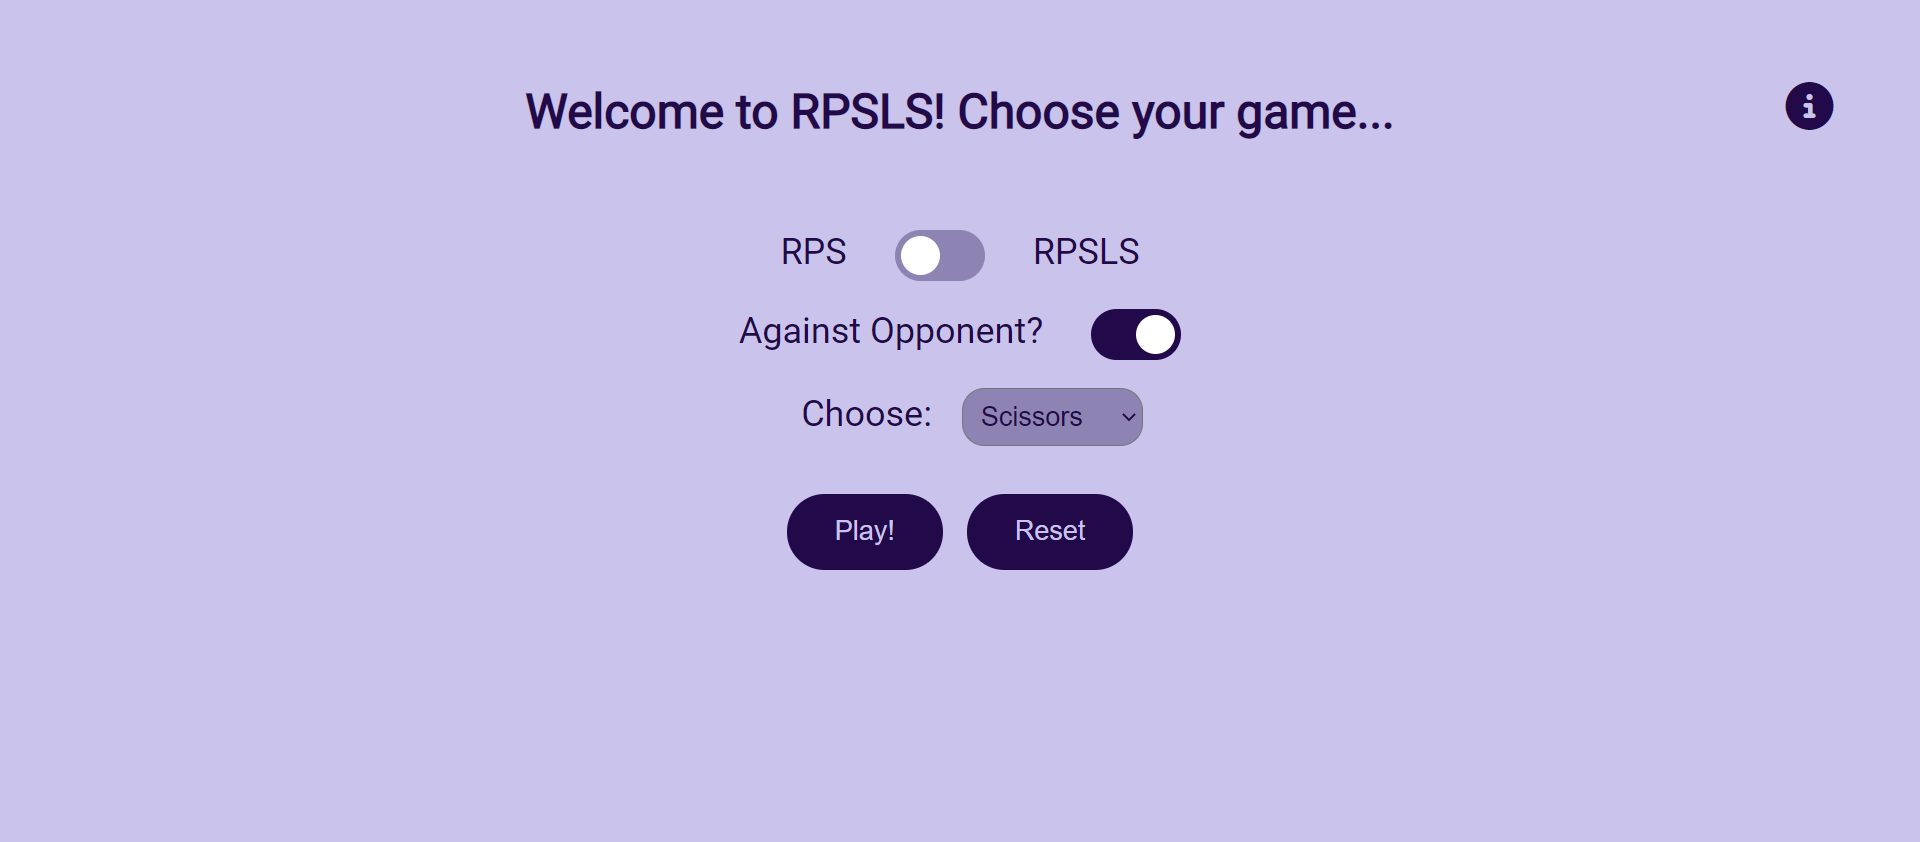 Welcome to RPSLS! Choose your game...
RPS RPSLS
Against Opponent?
Choose: Scissors
Play! Reset